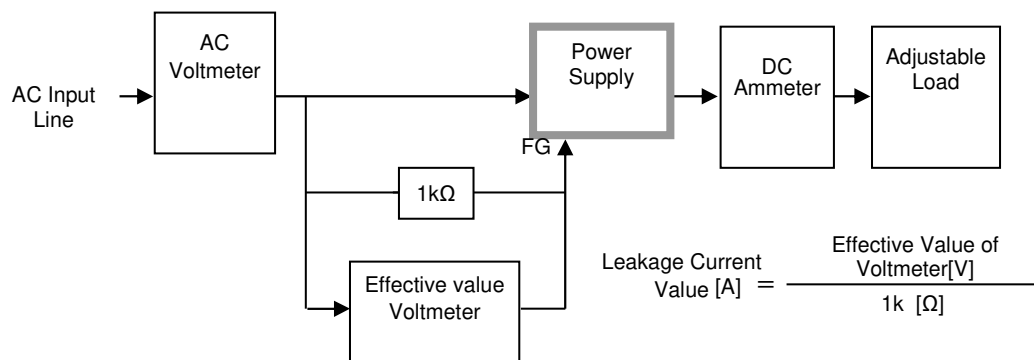 AC Input
Line
AC
Voltmeter
Power
Supply
FG
DC
Ammeter
Adjustable
Load
1kΩ
Effective value
Voltmeter
Leakage Current
Value [A] =
Effective Value of
Voltmeter[V]
1k [Ω]